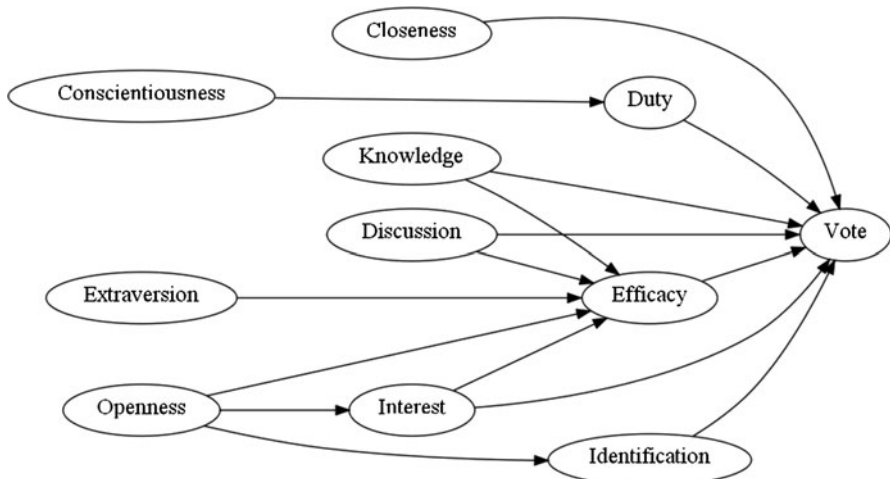 Closeness
Conscientiousness
Duty
Knowledge
Discussion
Vote
Extraversion
Efficacy
Openness
Interest
Identification